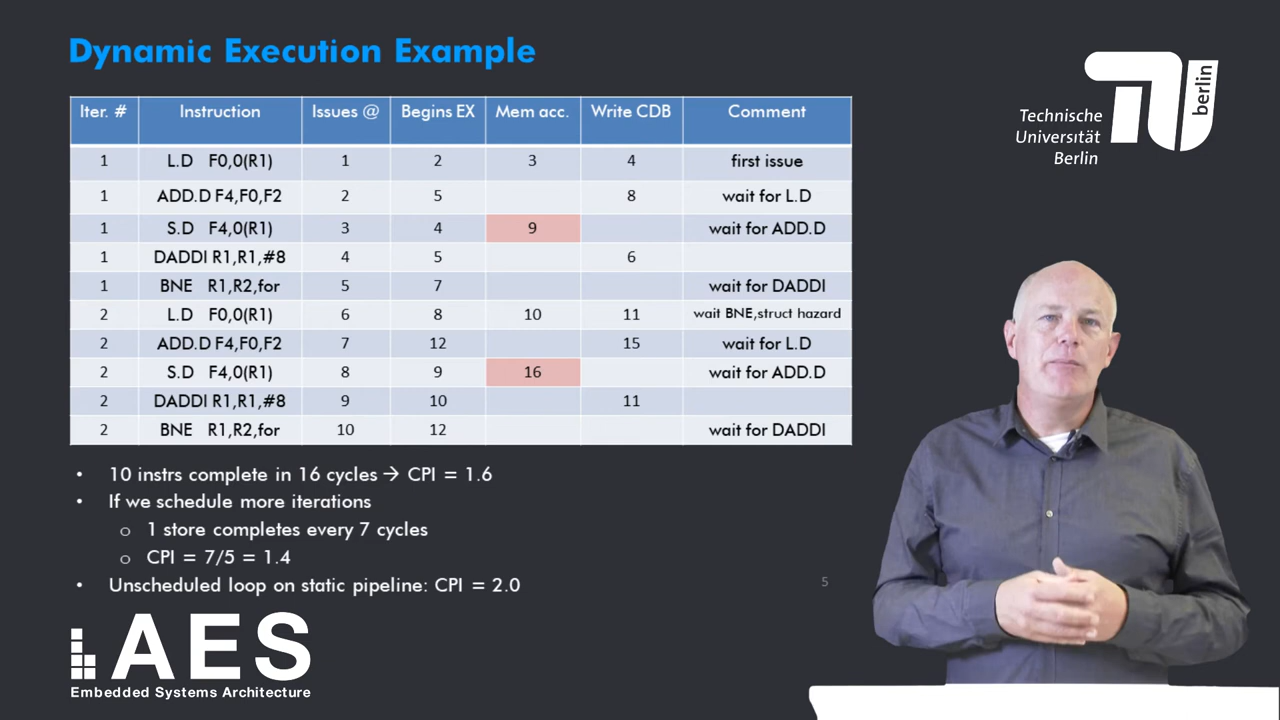 Dynamic Execution Example
Iter. # Instruction Issues @ Begins EX Mem acc. Write CDB Comment
1 L.D F0,0(R1) 1 2 3 4 first issue
1 ADD.D F4,F0,F2 2 5 8 wait for L.D
1 S.D F4,0(R1) 3 4 9 wait for ADD.D
1 DADDI R1,R1,#8 4 5 6
1 BNE R1,R2,for 5 7 wait for DADDI
2 L.D F0,0(R1) 6 8 10 11 wait BNE,struct hazard
2 ADD.D F4,F0,F2 7 12 15 wait for L.D
2 S.D F4,0(R1) 8 9 16 wait for ADD.D
2 DADDI R1,R1,#8 9 10 11
2 BNE R1,R2,for 10 12 wait for DADDI
• 10 instrs complete in 16 cycles → CPI = 1.6
• If we schedule more iterations
o 1 store completes every 7 cycles
o CPI = 7/5 = 1.4
• Unscheduled loop on static pipeline: CPI = 2.0
5
AES
Embedded Systems Architecture
Technische
Universität
Berlin
berlin